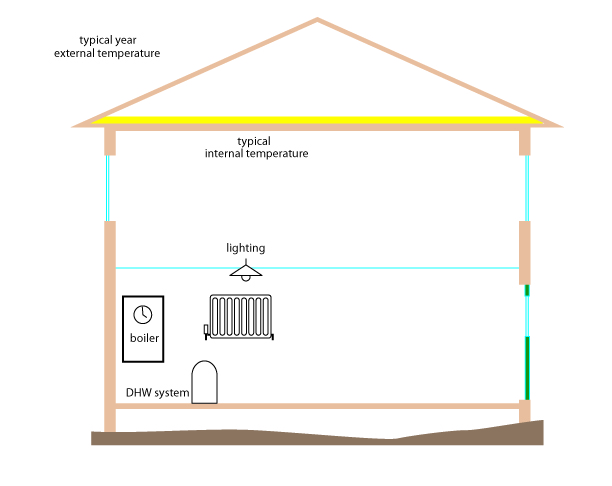 typical year
external temperature
typical
internal temperature
lighting
boiler
DHW system